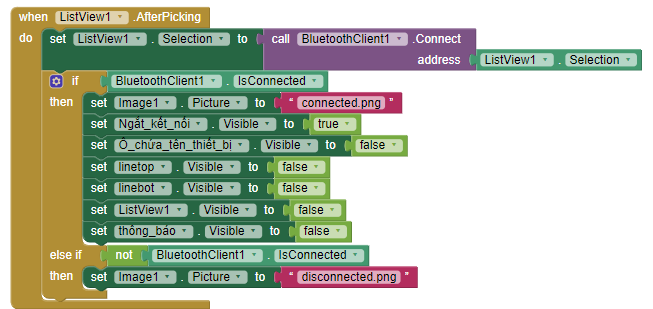 when ListView1 .AfterPicking
do set ListView1 . Selection to call BluetoothClient1 .Connect
address ListView1 . Selection
if BluetoothClient1 . IsConnected
then set Image1 . Picture to “ connected.png ”
set Ngắt_kết_nối . Visible to true
set Ô_chứa_tên_thiết_bị . Visible to false
set linetop . Visible to false
set linebot . Visible to false
set ListView1 . Visible to false
set thông_báo . Visible to false
else if not BluetoothClient1 . IsConnected
then set Image1 . Picture to “ disconnected.png ”